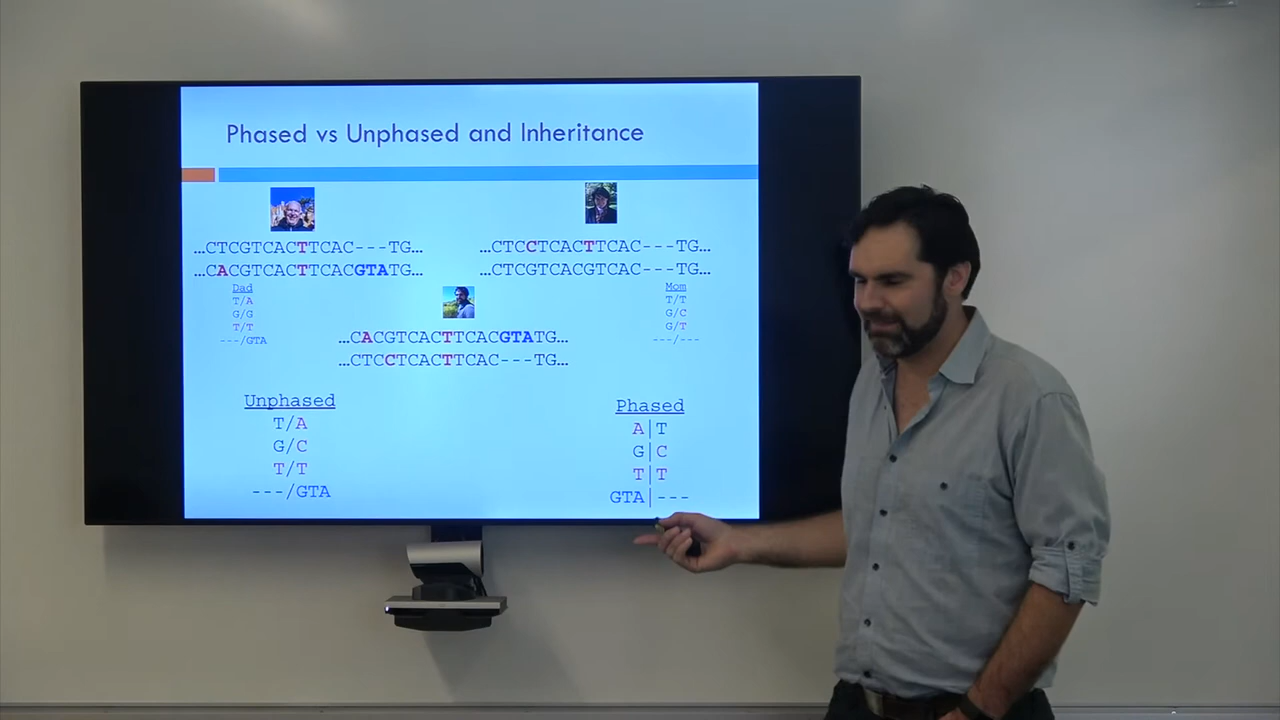 Phased vs Unphased and Inheritance
...CTCGTCACTTCAC---TG...
...CACGTCACTTCACGTATG...
...CTCCTCACTTCAC---TG...
...CTCGTCACGTCAC---TG...
Dad
T/A
G/G
T/T
---/GTA
Mom
T/T
G/C
G/T
---/---
...CACGTCACTTCACGTATG...
...CTCCTCACTTCAC---TG...
Unphased
T/A
G/C
T/T
---/GTA
Phased
A|T
G|C
T|T
GTA|---